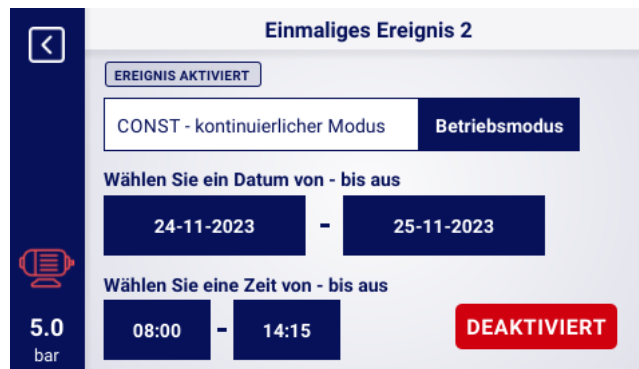 Einmaliges Ereignis 2
EREIGNIS AKTIVIERT
CONST - kontinuierlicher Modus Betriebsmodus
Wählen Sie ein Datum von - bis aus
24-11-2023 - 25-11-2023
Wählen Sie eine Zeit von - bis aus
08:00 - 14:15 DEAKTIVIERT
5.0
bar